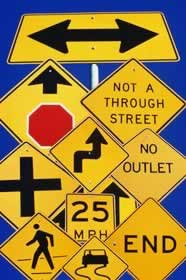 NOT A
THROUGH
STREET
NO
OUTLET
25
MPH
END